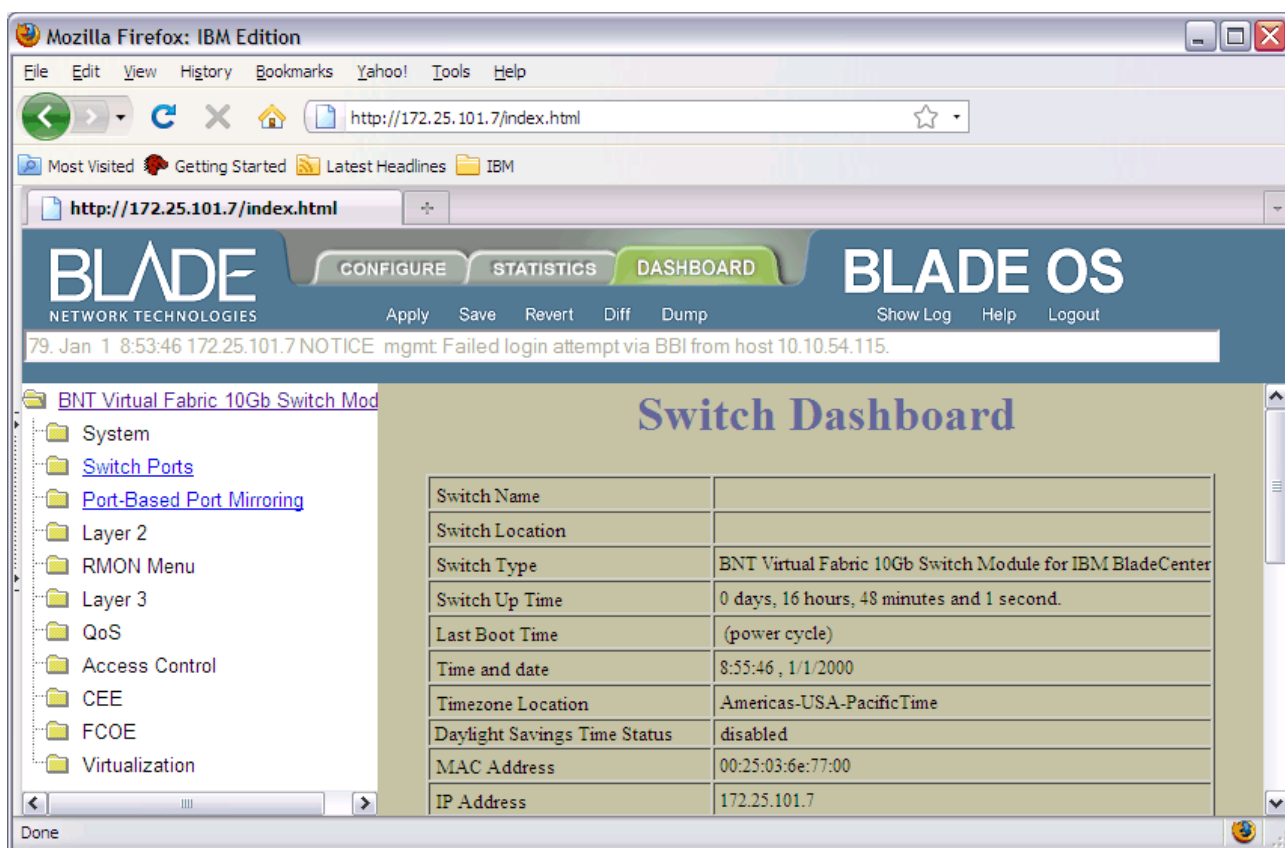 Mozilla Firefox: IBM Edition
File Edit View History Bookmarks Yahoo! Tools Help
http://172.25.101.7/index.html
Most Visited Getting Started Latest Headlines IBM
http://172.25.101.7/index.html
BLADE
NETWORK TECHNOLOGIES
CONFIGURE STATISTICS DASHBOARD
BLADE OS
Apply Save Revert Diff Dump Show Log Help Logout
79. Jan 1 8:53:46 172.25.101.7 NOTICE mgmt: Failed login attempt via BBI from host 10.10.54.115.
BNT Virtual Fabric 10Gb Switch Mod
System
Switch Ports
Port-Based Port Mirroring
Layer 2
RMON Menu
Layer 3
QoS
Access Control
CEE
FCOE
Virtualization
Switch Dashboard
Switch Name
Switch Location
Switch Type BNT Virtual Fabric 10Gb Switch Module for IBM BladeCenter
Switch Up Time 0 days, 16 hours, 48 minutes and 1 second.
Last Boot Time (power cycle)
Time and date 8:55:46 , 1/1/2000
Timezone Location Americas-USA-PacificTime
Daylight Savings Time Status disabled
MAC Address 00:25:03:6e:77:00
IP Address 172.25.101.7
Done